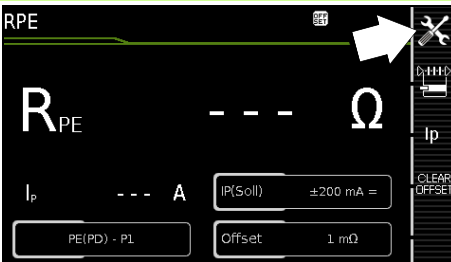 RPE
OFF
SET
RPE --- Ω
Ip
IP --- A
IP(Soll) ±200 mA =
CLEAR
OFFSET
PE(PD) - P1
Offset 1 mΩ